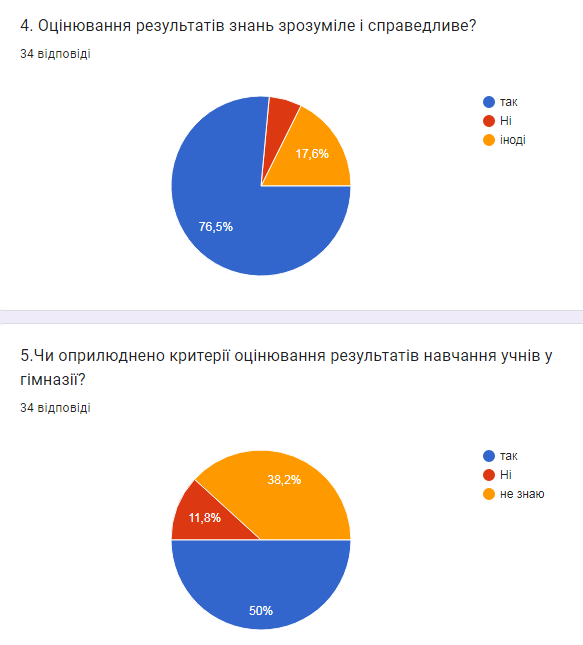 4. Оцінювання результатів знань зрозуміле і справедливе?
34 відповіді
так
Ні
іноді
17,6%
76,5%
5.Чи оприлюднено критерії оцінювання результатів навчання учнів у
гімназії?
34 відповіді
так
Ні
не знаю
38,2%
11,8%
50%